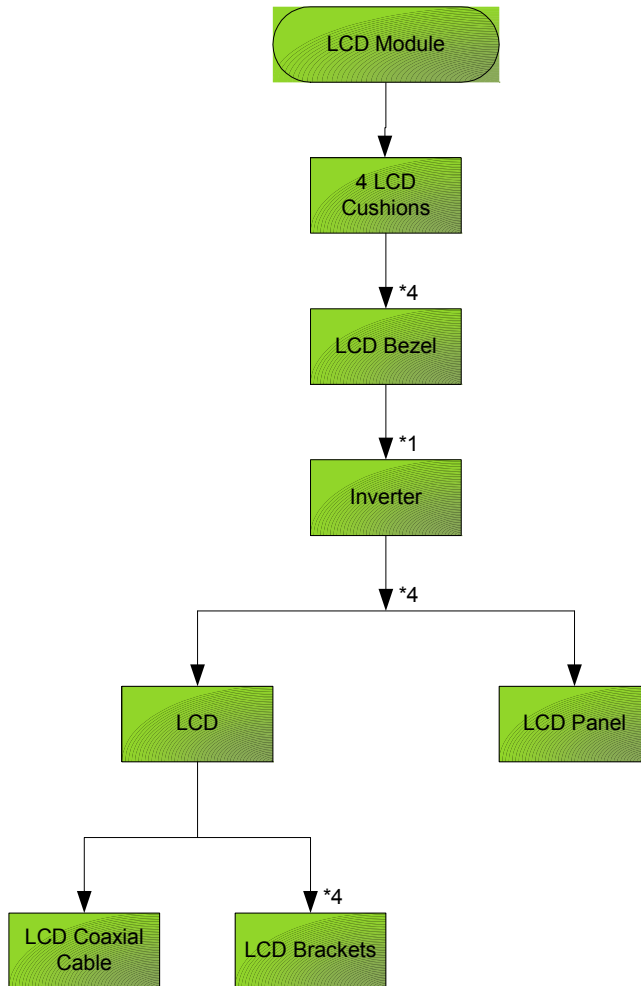 LCD Module
4 LCD
Cushions
*4
LCD Bezel
*1
Inverter
*4
LCD
LCD Panel
*4
LCD Coaxial
Cable
LCD Brackets